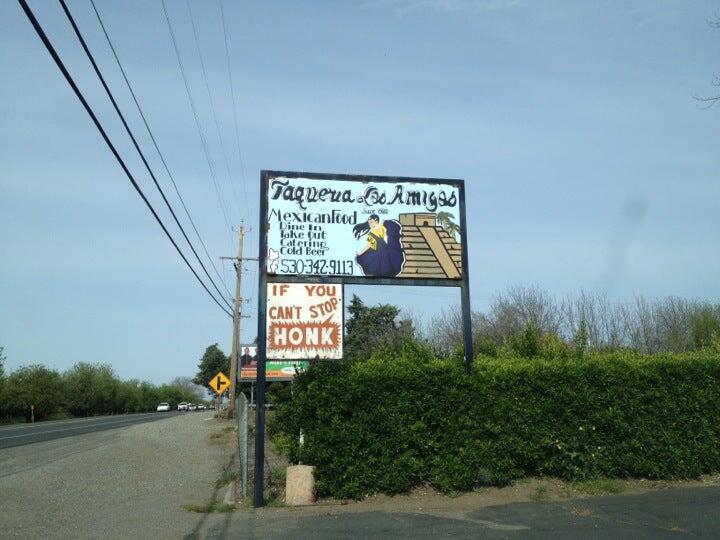 Taqueria Los Amigos
Since 1980
Mexican Food
Dine In
Take Out
Catering
Cold Beer
530-342-9113
IF YOU
CAN'T STOP
HONK